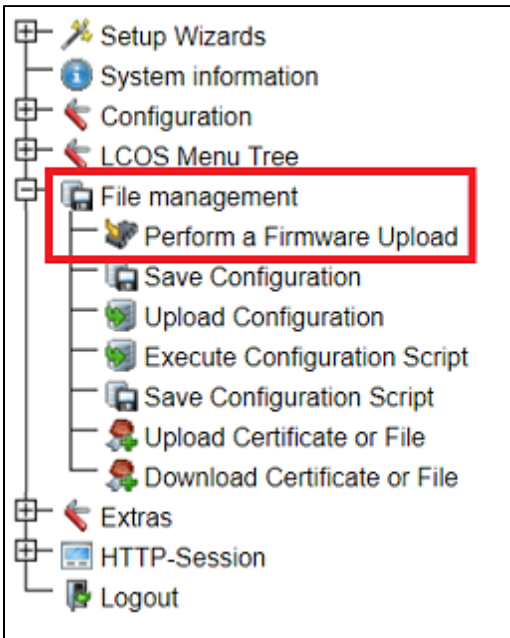 Setup Wizards
System information
Configuration
LCOS Menu Tree
File management
Perform a Firmware Upload
Save Configuration
Upload Configuration
Execute Configuration Script
Save Configuration Script
Upload Certificate or File
Download Certificate or File
Extras
HTTP-Session
Logout